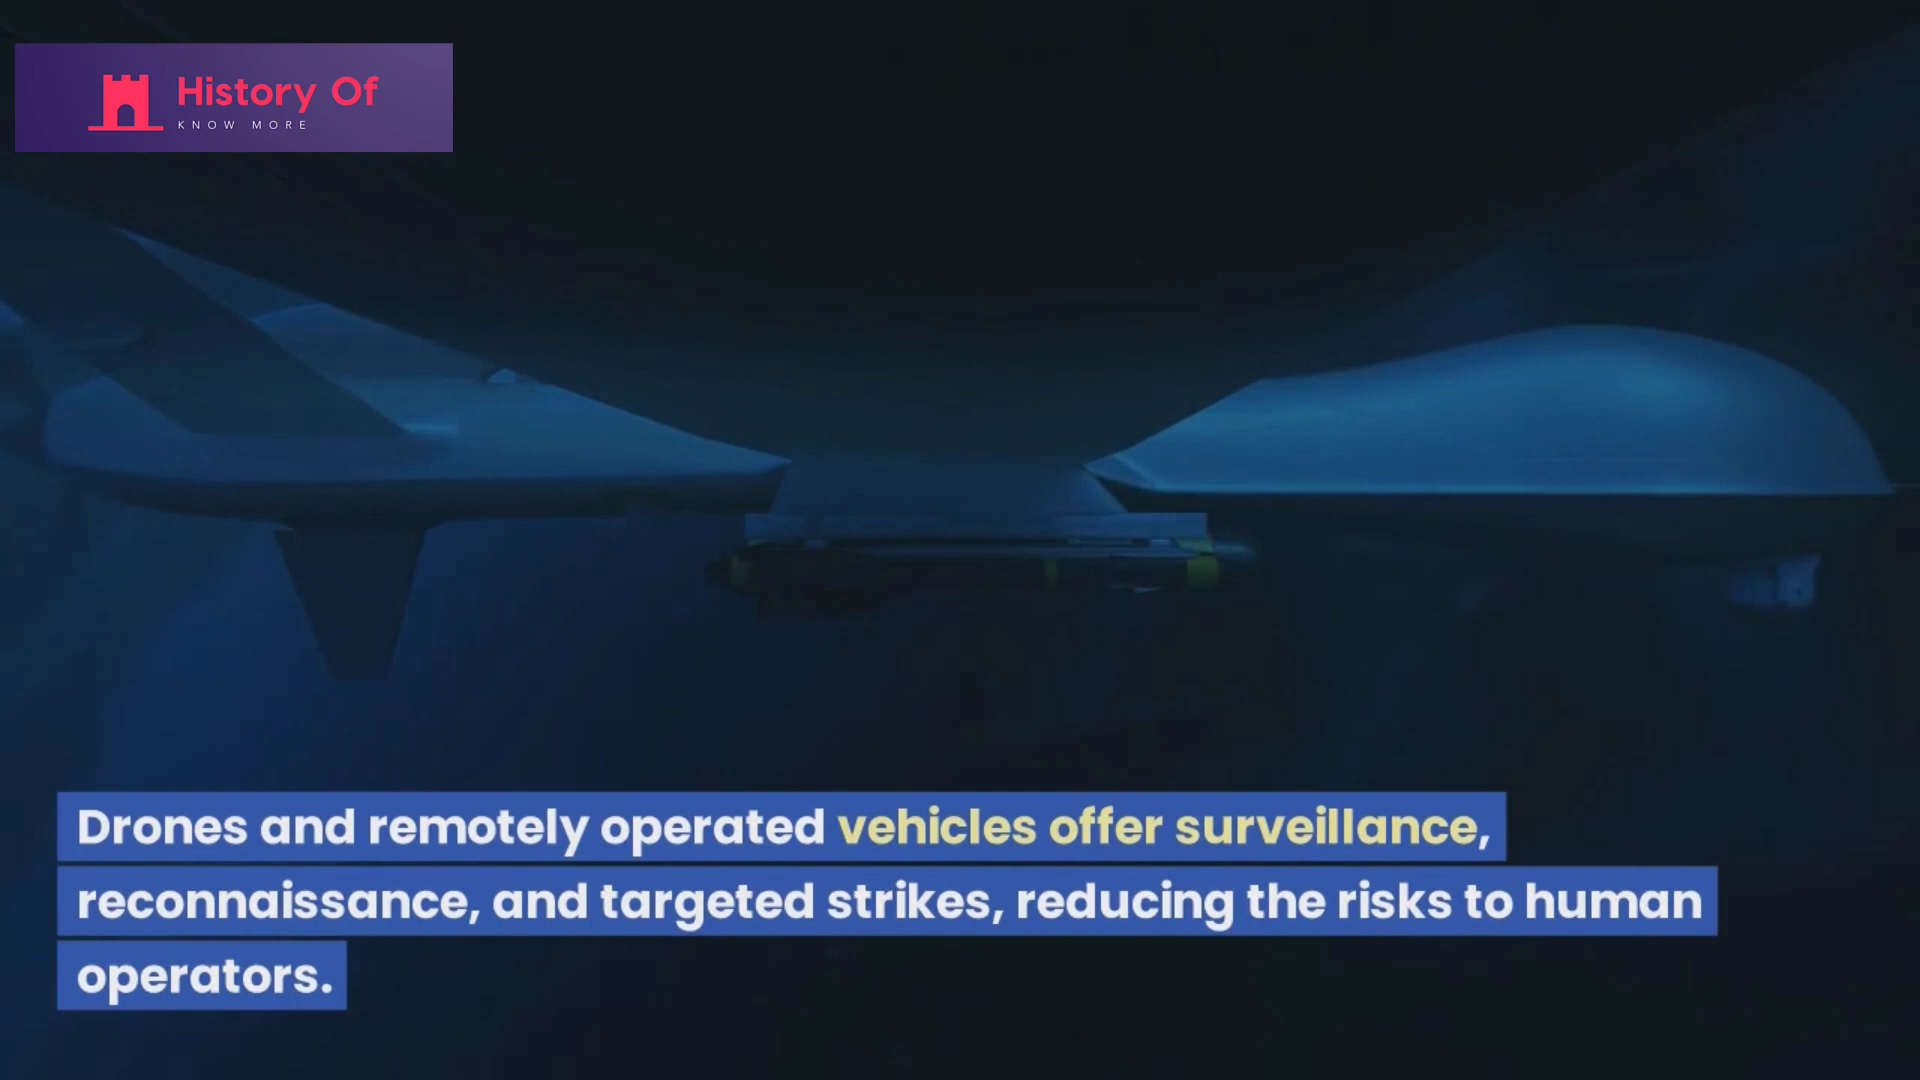 History Of
KNOW MORE
Drones and remotely operated vehicles offer surveillance,
reconnaissance, and targeted strikes, reducing the risks to human
operators.